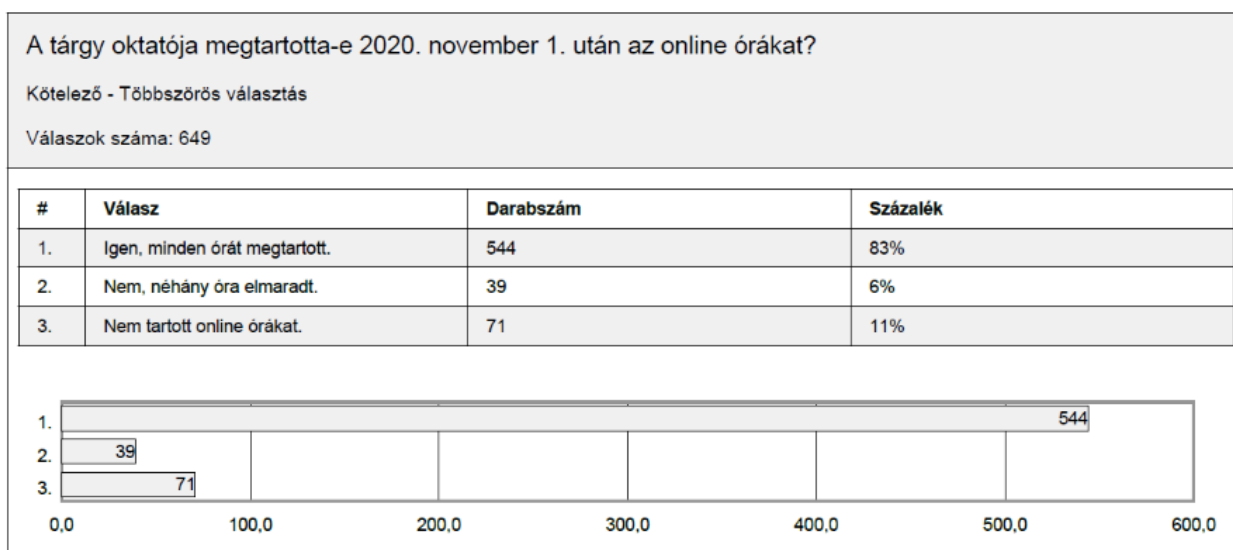 A tárgy oktatója megtartotta-e 2020. november 1. után az online órákat?
Kötelező - Többszörös választás
Válaszok száma: 649
# Válasz Darabszám Százalék
1. Igen, minden órát megtartott. 544 83%
2. Nem, néhány óra elmaradt. 39 6%
3. Nem tartott online órákat. 71 11%
1. 544
2. 39
3. 71
0,0 100,0 200,0 300,0 400,0 500,0 600,0